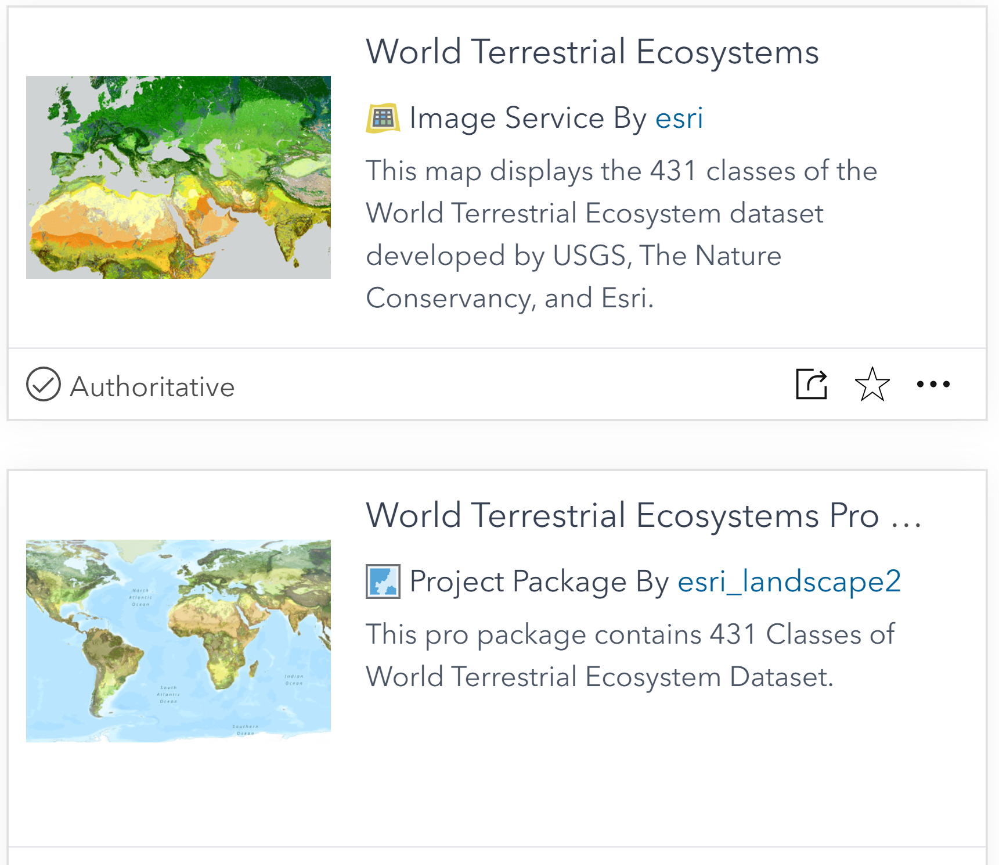 World Terrestrial Ecosystems
Image Service By esri
This map displays the 431 classes of the
World Terrestrial Ecosystem dataset
developed by USGS, The Nature
Conservancy, and Esri.
Authoritative
World Terrestrial Ecosystems Pro ...
Project Package By esri_landscape2
This pro package contains 431 Classes of
World Terrestrial Ecosystem Dataset.
North
Atlantic
Ocean
South
Atlantic
Ocean
Indian
Ocean
Southern
Ocean